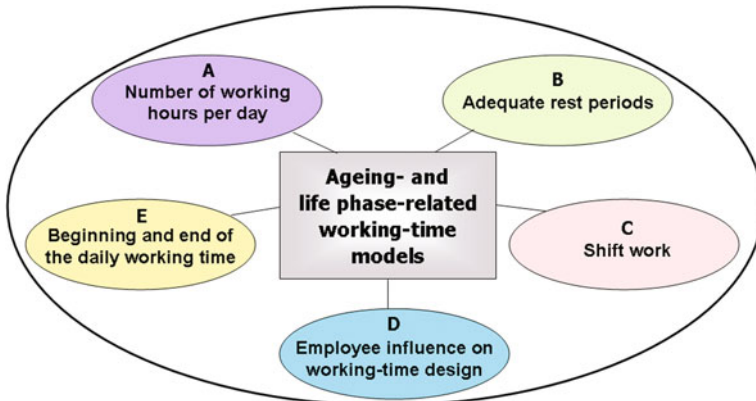 A
Number of working
hours per day
B
Adequate rest periods
Ageing- and
life phase-related
working-time
models
E
Beginning and end of
the daily working time
C
Shift work
D
Employee influence on
working-time design